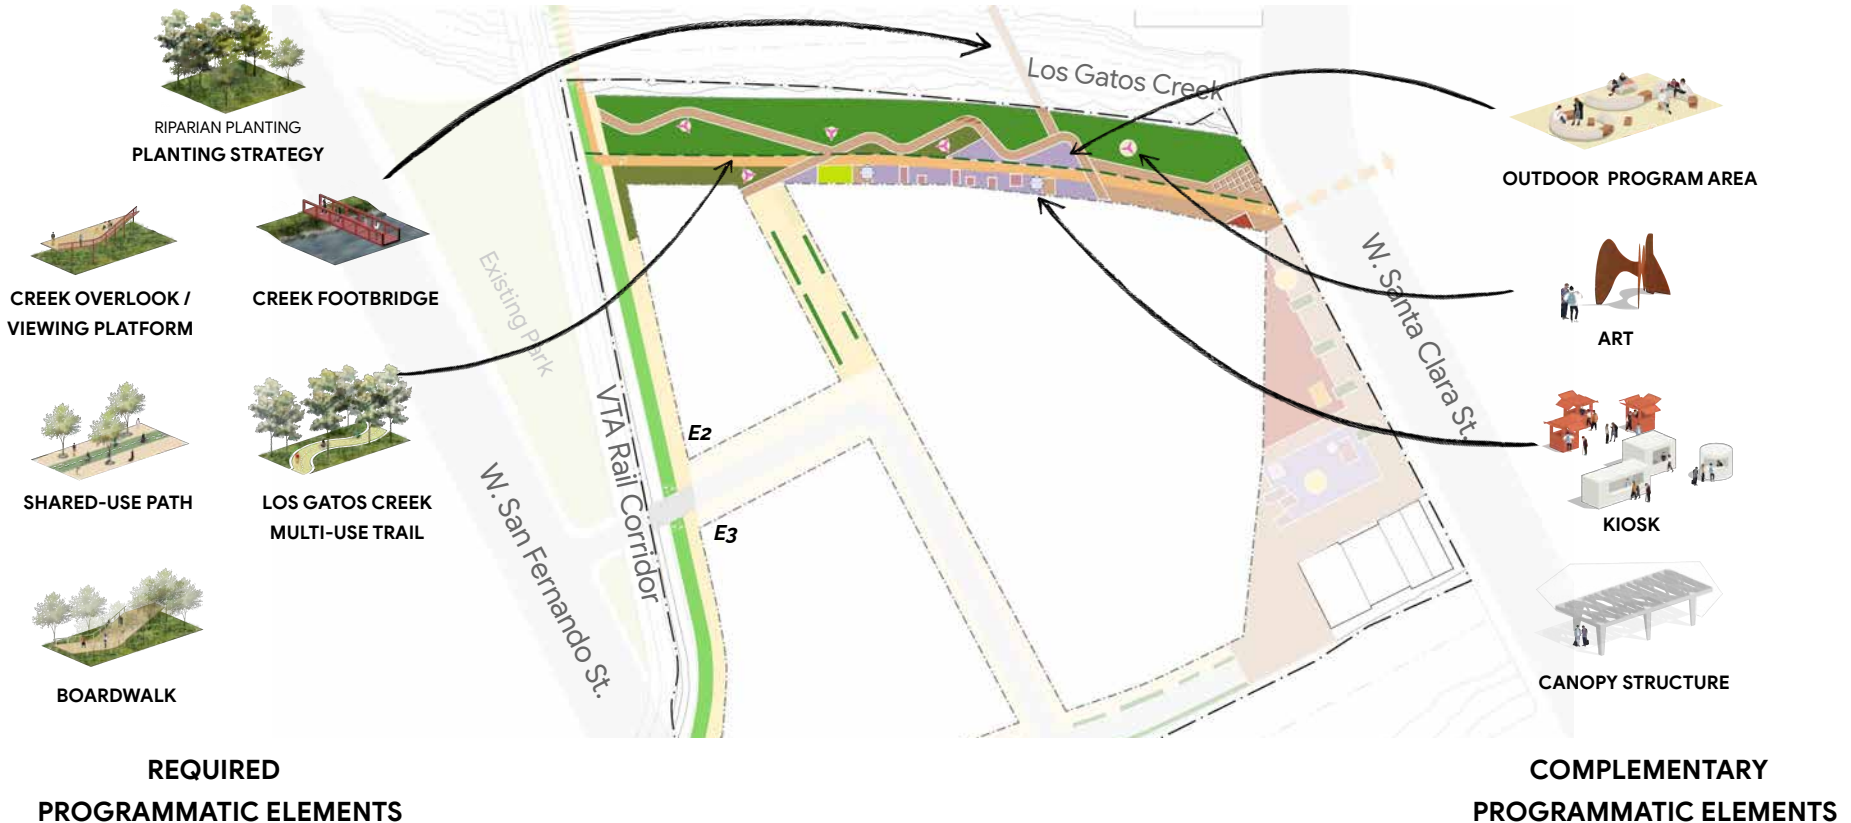 RIPARIAN PLANTING
PLANTING STRATEGY
CREEK OVERLOOK /
VIEWING PLATFORM
CREEK FOOTBRIDGE
SHARED-USE PATH
LOS GATOS CREEK
MULTI-USE TRAIL
BOARDWALK
REQUIRED
PROGRAMMATIC ELEMENTS
Los Gatos Creek
Existing Park
VTA Rail Corridor
W. San Fernando St.
E2
E3
W. Santa Clara St.
OUTDOOR PROGRAM AREA
ART
KIOSK
CANOPY STRUCTURE
COMPLEMENTARY
PROGRAMMATIC ELEMENTS